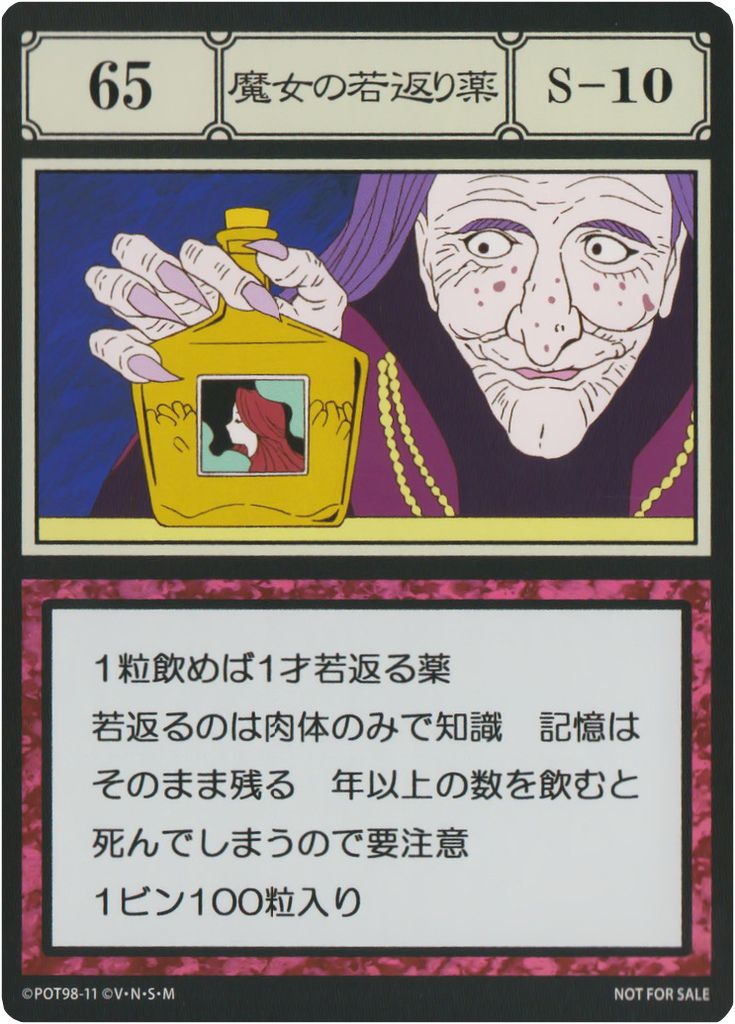 65
魔女の若返り薬
S-10
1粒飲めば1才若返る薬
若返るのは肉体のみで知識　記憶は
そのまま残る　年以上の数を飲むと
死んでしまうので要注意
1ビン100粒入り
©POT98-11 ©V・N・S・M
NOT FOR SALE